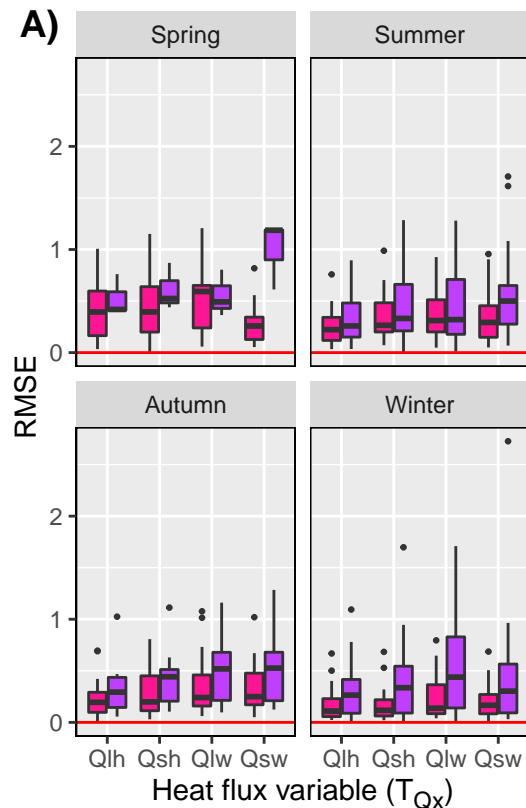 A)
Spring Summer
2
1
0
RMSE
Autumn Winter
2
1
0
Qlh Qsh Qlw Qsw Qlh Qsh Qlw Qsw
Heat flux variable (TQx)